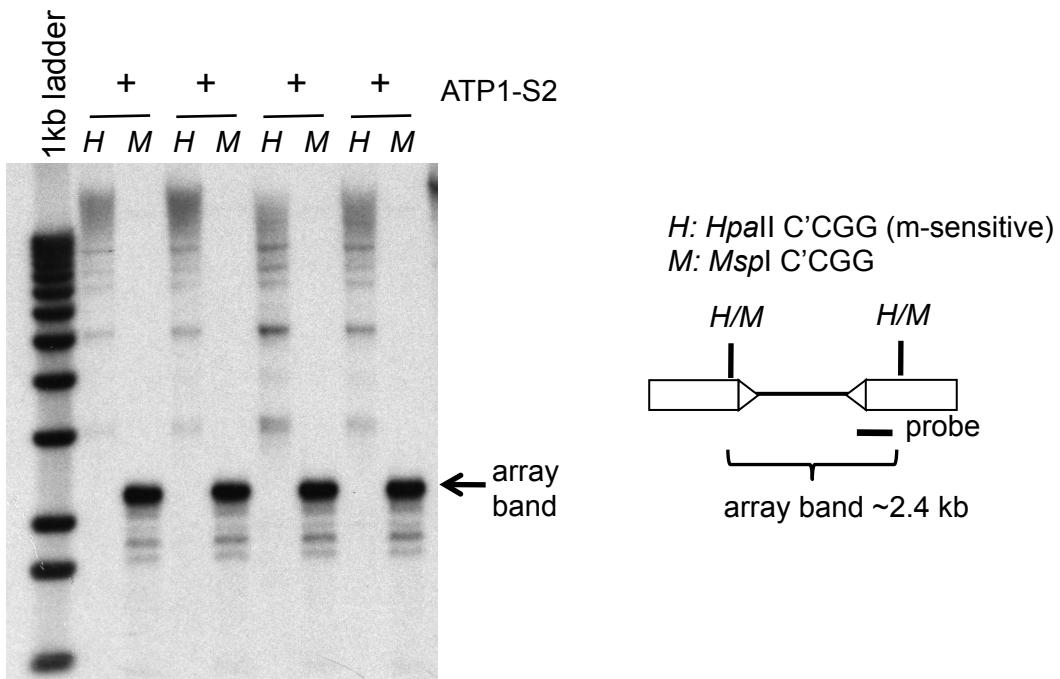 1kb ladder
+ + + + ATP1-S2
H M H M H M H M
array
band
H: HpaII C'CGG (m-sensitive)
M: MspI C'CGG
H/M H/M
probe
array band ~2.4 kb